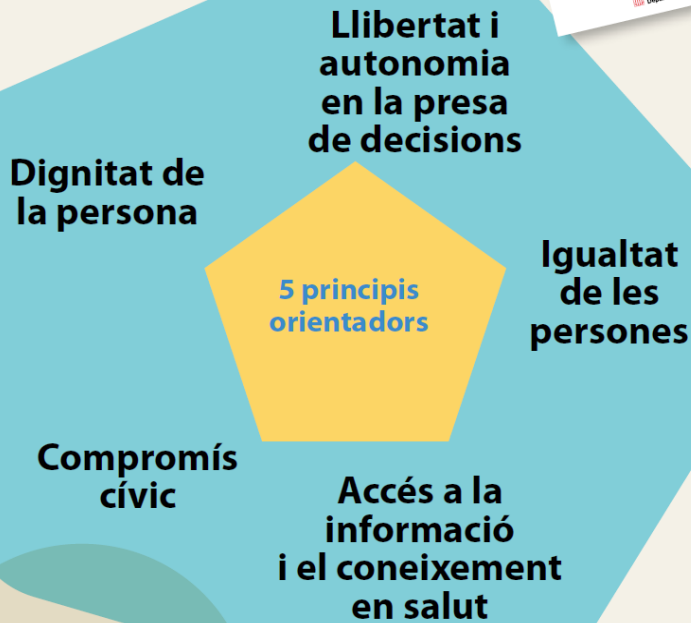 Llibertat i
autonomia
en la presa
de decisions
Dignitat de
la persona
Igualtat
de les
persones
5 principis
orientadors
Compromís
cívic
Accés a la
informació
i el coneixement
en salut